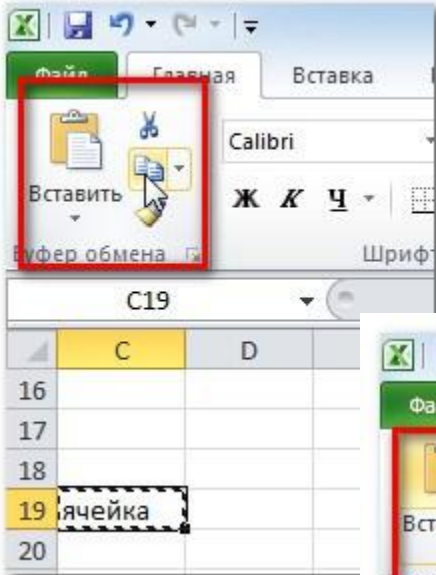 Файл Главная Вставка
Calibri
Вставить Ж К Ч
Буфер обмена Шрифт
C19
C D
16
17
18
19 ячейка
20